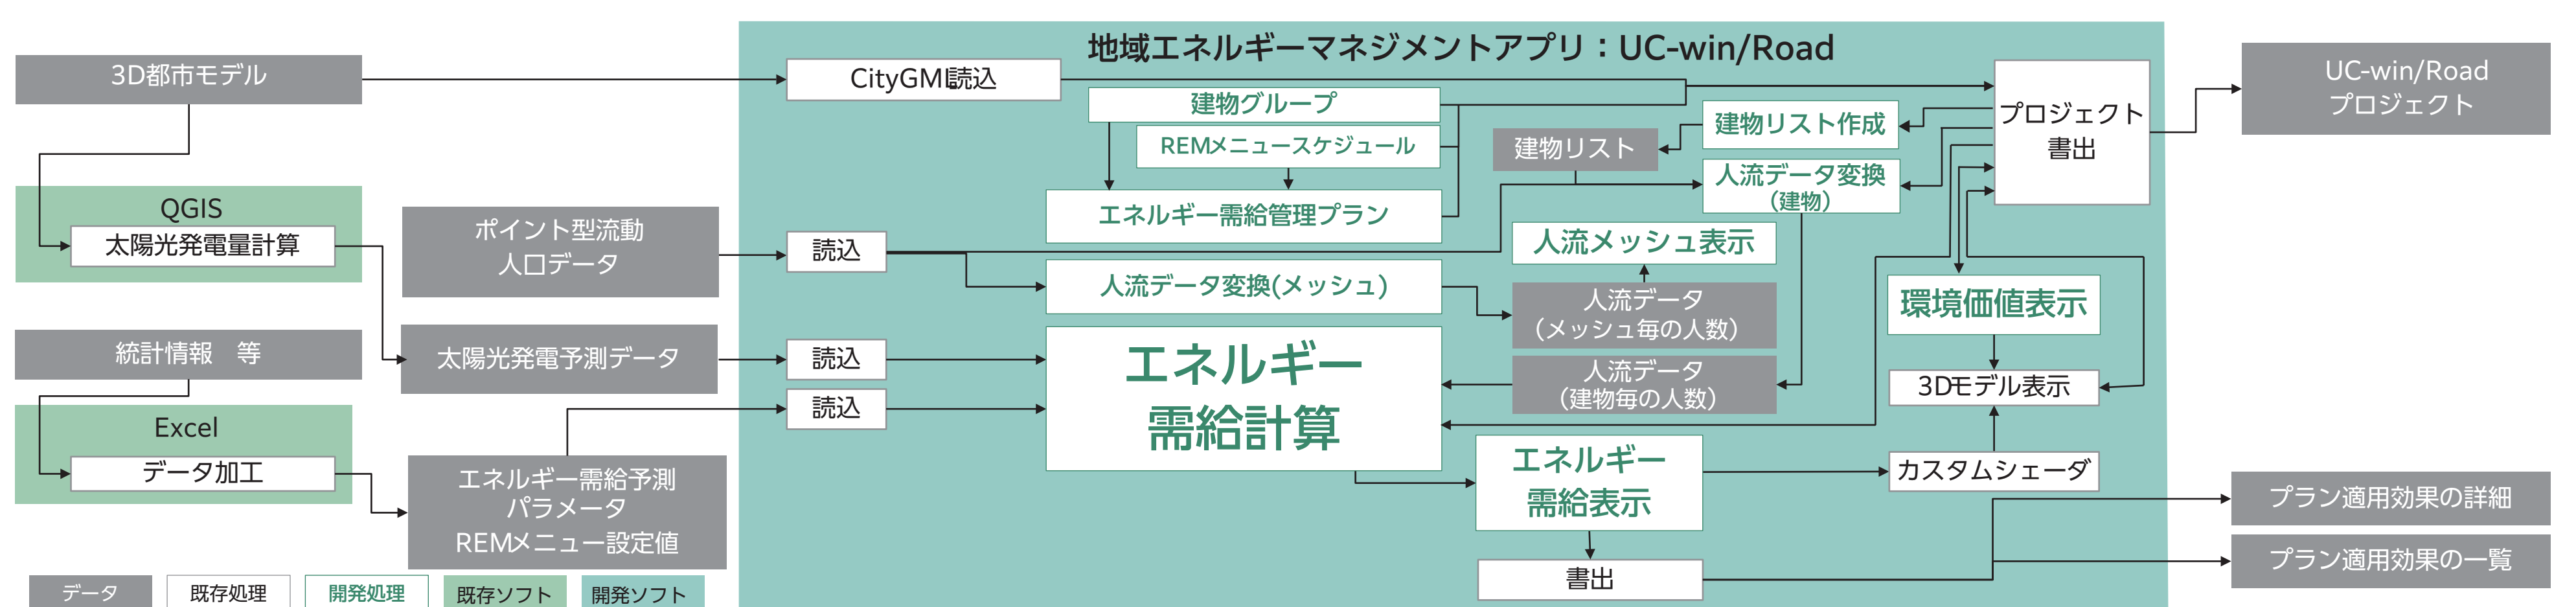 地域エネルギーマネジメントアプリ：UC-win/Road
3D都市モデル
CityGML読込
建物グループ
REMメニュースケジュール
エネルギー需給管理プラン
建物リスト
建物リスト作成
人流データ変換
（建物）
プロジェクト
書出
UC-win/Road
プロジェクト
QGIS
太陽光発電量計算
ポイント型流動
人口データ
読込
人流データ変換(メッシュ)
人流メッシュ表示
人流データ
（メッシュ毎の人数）
環境価値表示
統計情報　等
太陽光発電予測データ
読込
読込
エネルギー
需給計算
人流データ
（建物毎の人数）
3Dモデル表示
Excel
データ加工
エネルギー需給予測
パラメータ
REMメニュー設定値
エネルギー
需給表示
カスタムシェーダ
書出
プラン適用効果の詳細
プラン適用効果の一覧
データ
既存処理
開発処理
既存ソフト
開発ソフト